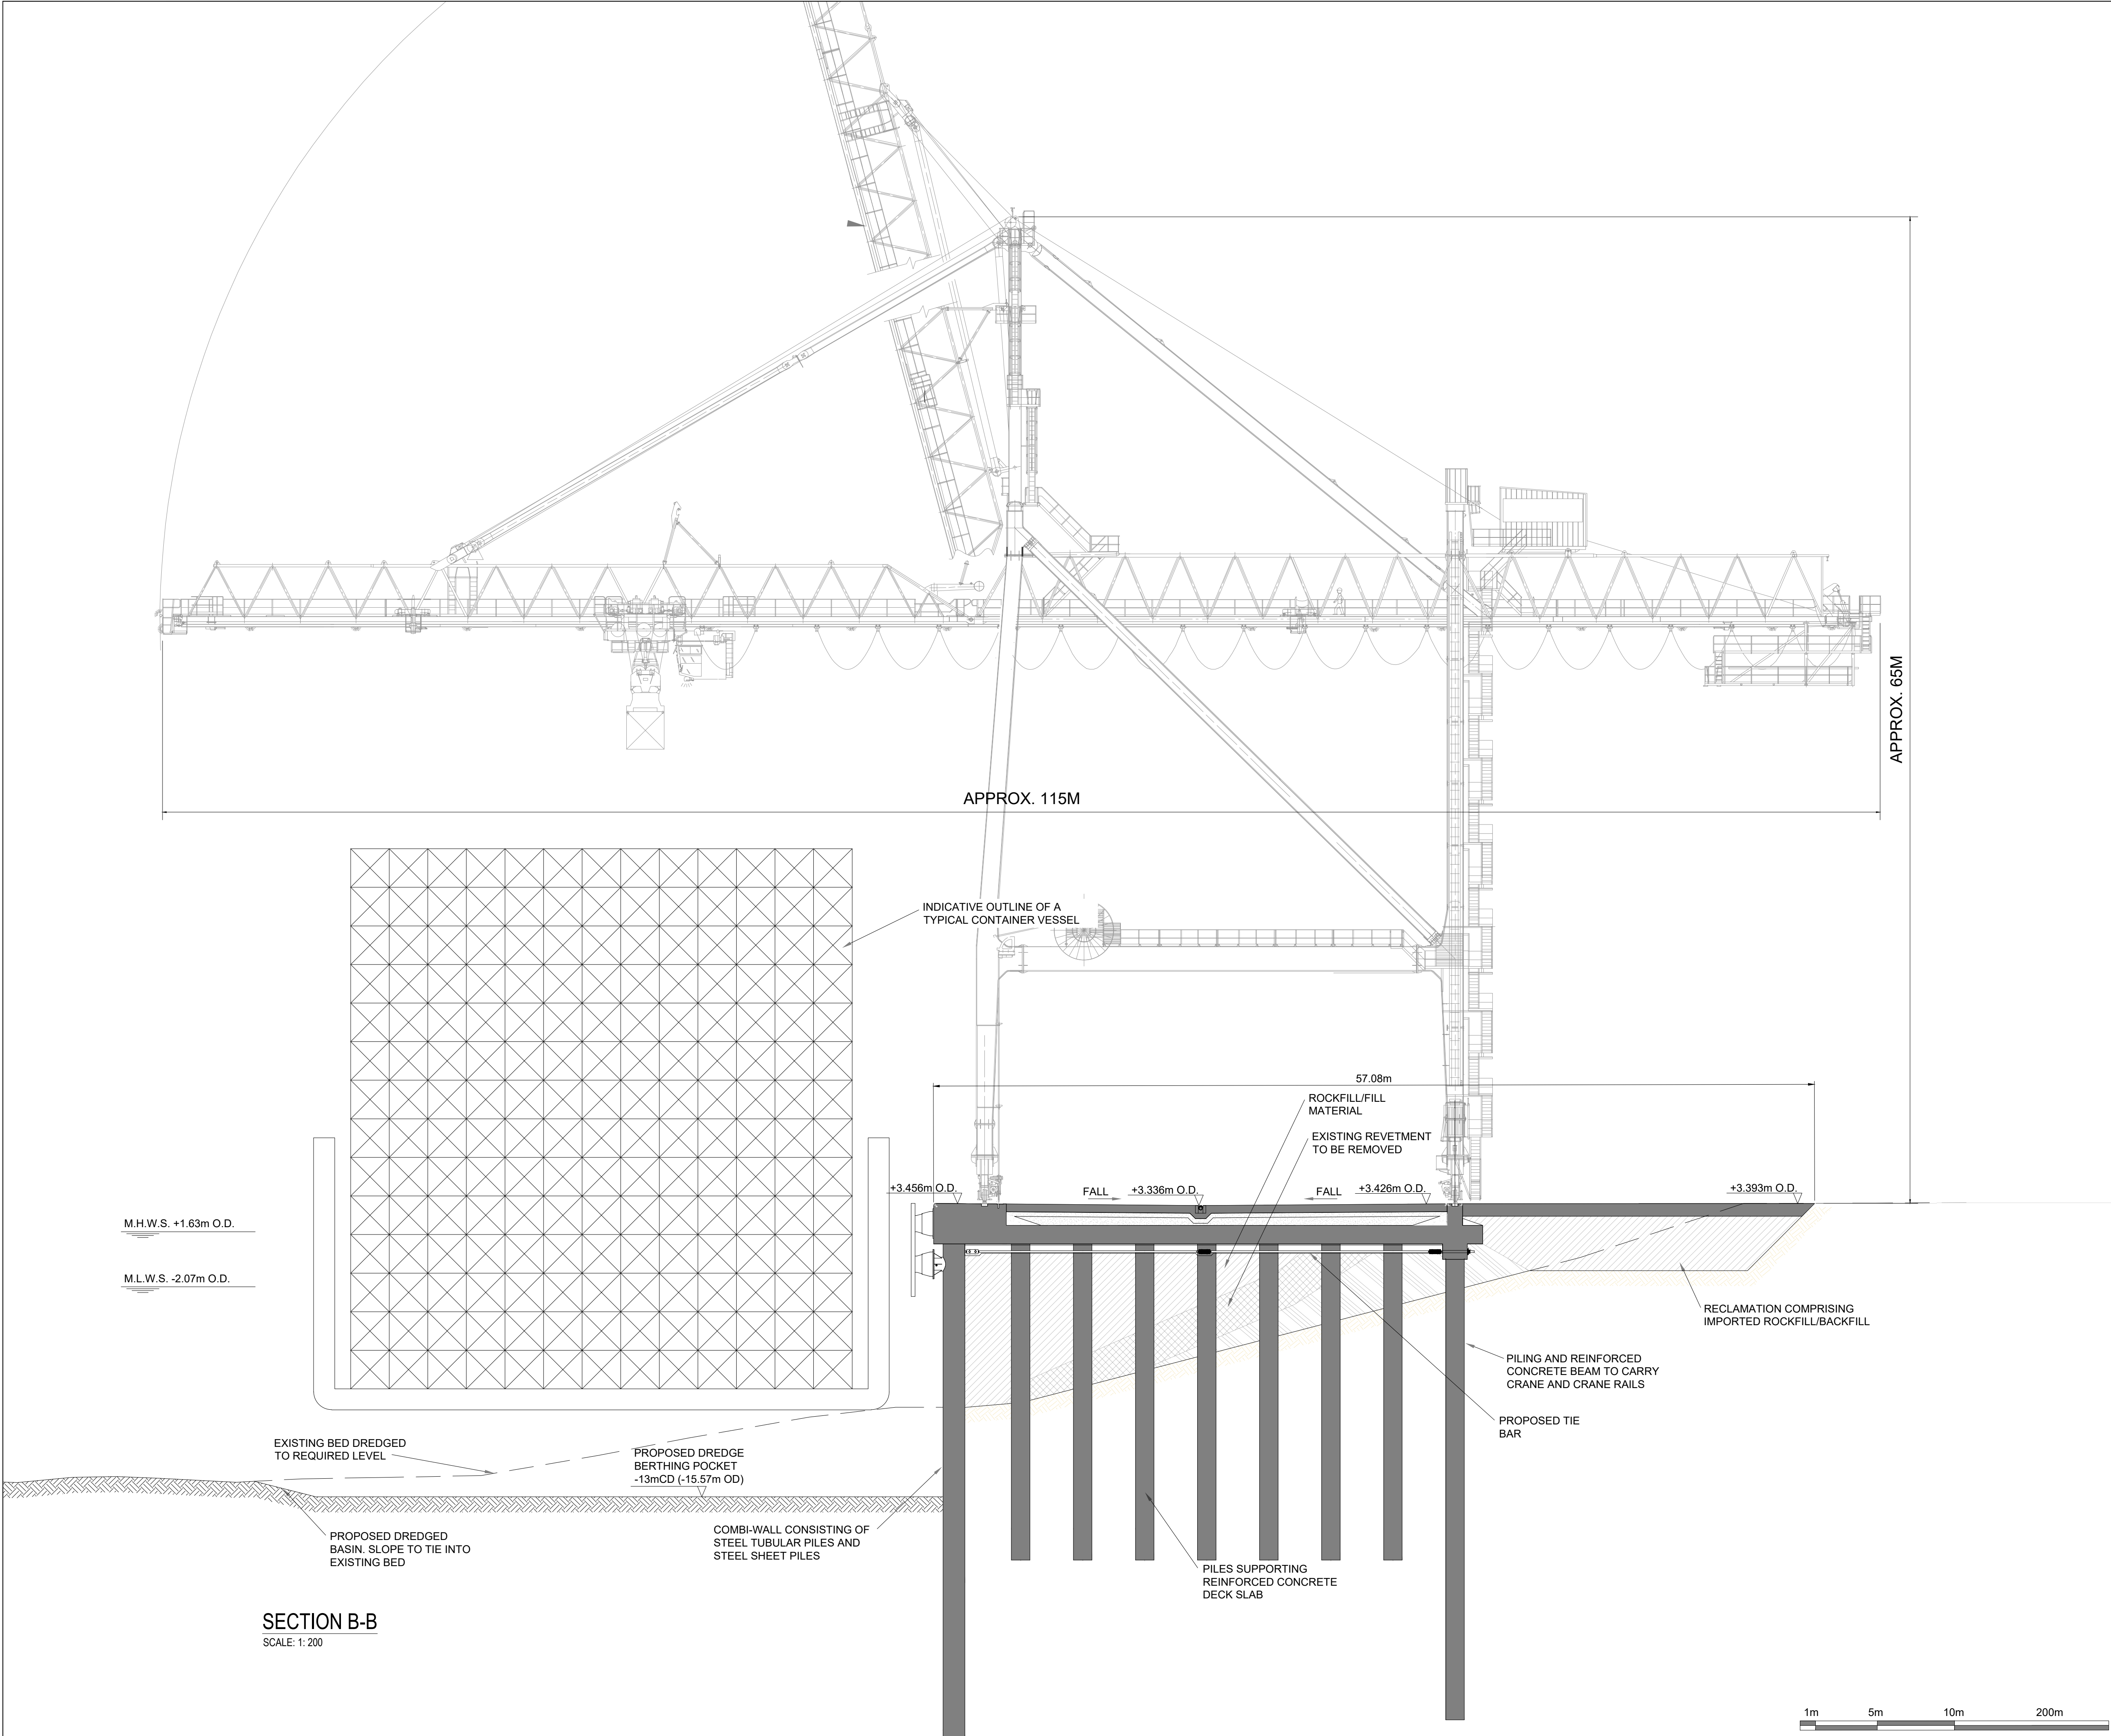 APPROX. 65M
APPROX. 115M
INDICATIVE OUTLINE OF A
TYPICAL CONTAINER VESSEL
57.08m
ROCKFILL/FILL
MATERIAL
EXISTING REVETMENT
TO BE REMOVED
+3.456m O.D.
FALL
+3.336m O.D.
FALL
+3.426m O.D.
+3.393m O.D.
M.H.W.S. +1.63m O.D.
M.L.W.S. -2.07m O.D.
RECLAMATION COMPRISING
IMPORTED ROCKFILL/BACKFILL
PILING AND REINFORCED
CONCRETE BEAM TO CARRY
CRANE AND CRANE RAILS
PROPOSED TIE
BAR
EXISTING BED DREDGED
TO REQUIRED LEVEL
PROPOSED DREDGE
BERTHING POCKET
-13mCD (-15.57m OD)
PROPOSED DREDGED
BASIN. SLOPE TO TIE INTO
EXISTING BED
COMBI-WALL CONSISTING OF
STEEL TUBULAR PILES AND
STEEL SHEET PILES
PILES SUPPORTING
REINFORCED CONCRETE
DECK SLAB
SECTION B-B
SCALE: 1: 200
1m 5m 10m 200m